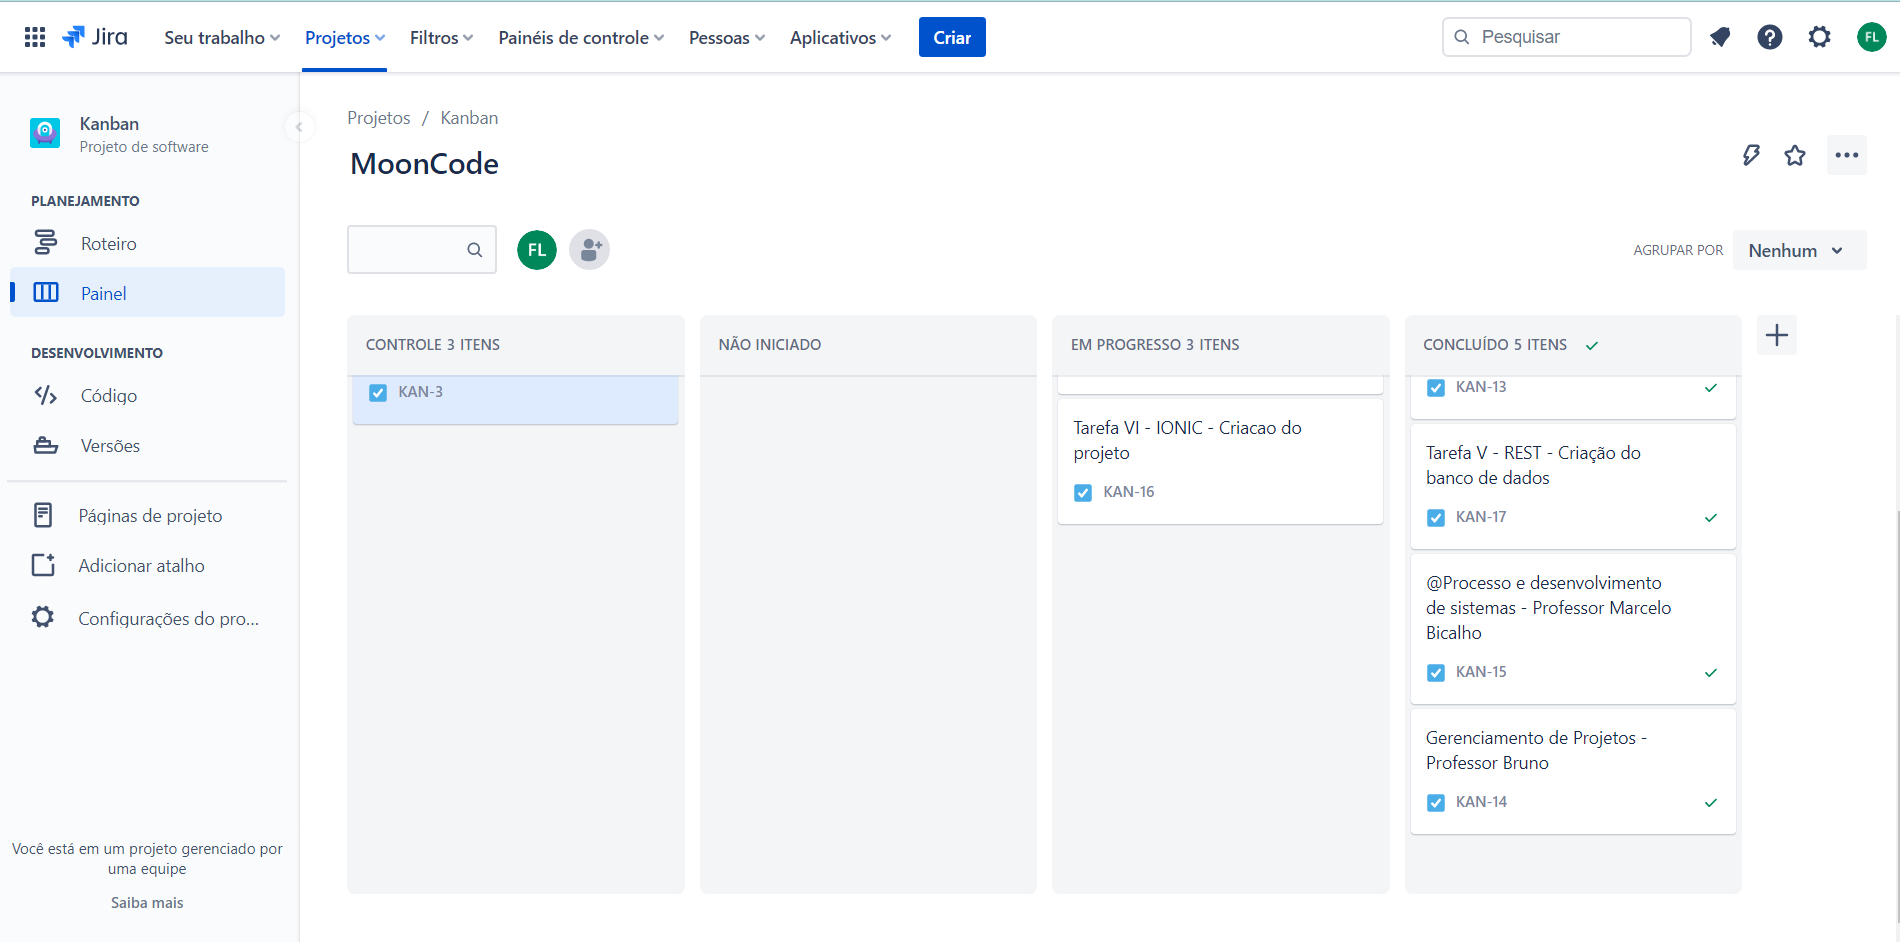 Jira
Seu trabalho
Projetos
Filtros
Painéis de controle
Pessoas
Aplicativos
Criar
Pesquisar
FL
Kanban
Projeto de software
PLANEJAMENTO
Roteiro
Painel
DESENVOLVIMENTO
Código
Versões
Páginas de projeto
Adicionar atalho
Configurações do pro...
Você está em um projeto gerenciado por
uma equipe
Saiba mais
Projetos / Kanban
MoonCode
FL
AGRUPAR POR
Nenhum
CONTROLE 3 ITENS
KAN-3
NÃO INICIADO
EM PROGRESSO 3 ITENS
Tarefa VI - IONIC - Criacao do
projeto
KAN-16
CONCLUÍDO 5 ITENS
KAN-13
Tarefa V - REST - Criação do
banco de dados
KAN-17
@Processo e desenvolvimento
de sistemas - Professor Marcelo
Bicalho
KAN-15
Gerenciamento de Projetos -
Professor Bruno
KAN-14